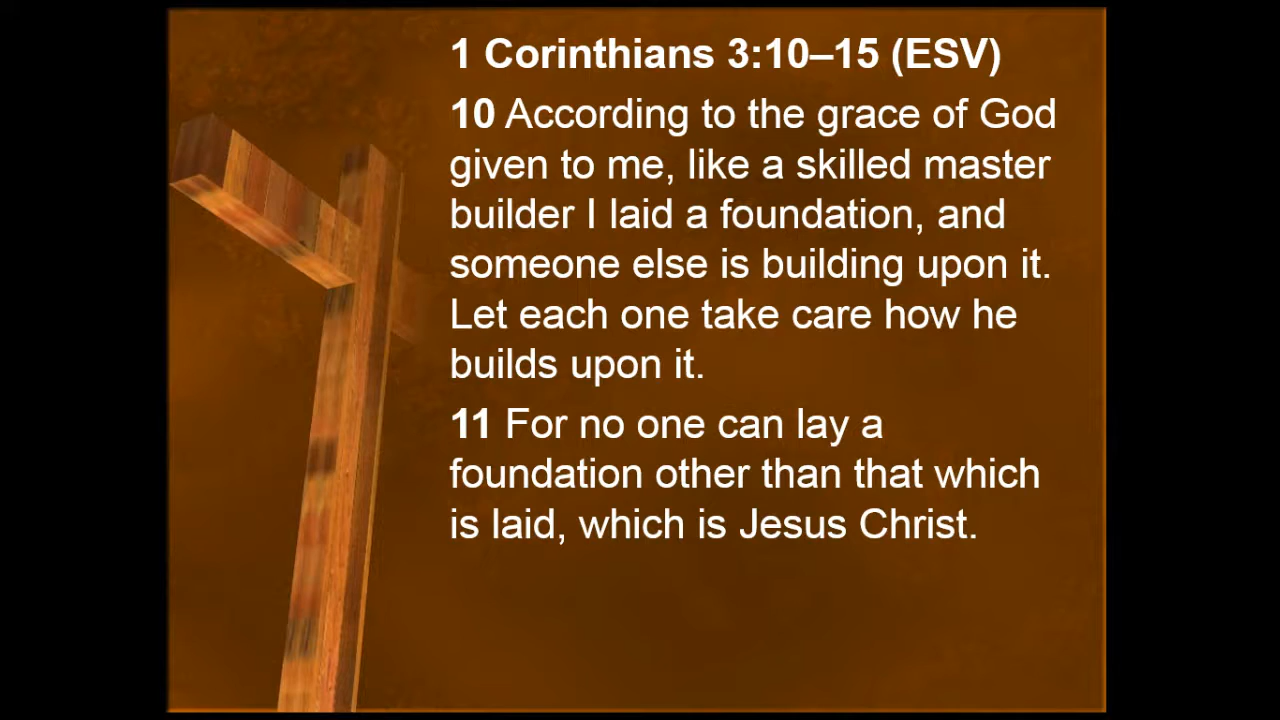 1 Corinthians 3:10–15 (ESV)
10 According to the grace of God
given to me, like a skilled master
builder I laid a foundation, and
someone else is building upon it.
Let each one take care how he
builds upon it.
11 For no one can lay a
foundation other than that which
is laid, which is Jesus Christ.